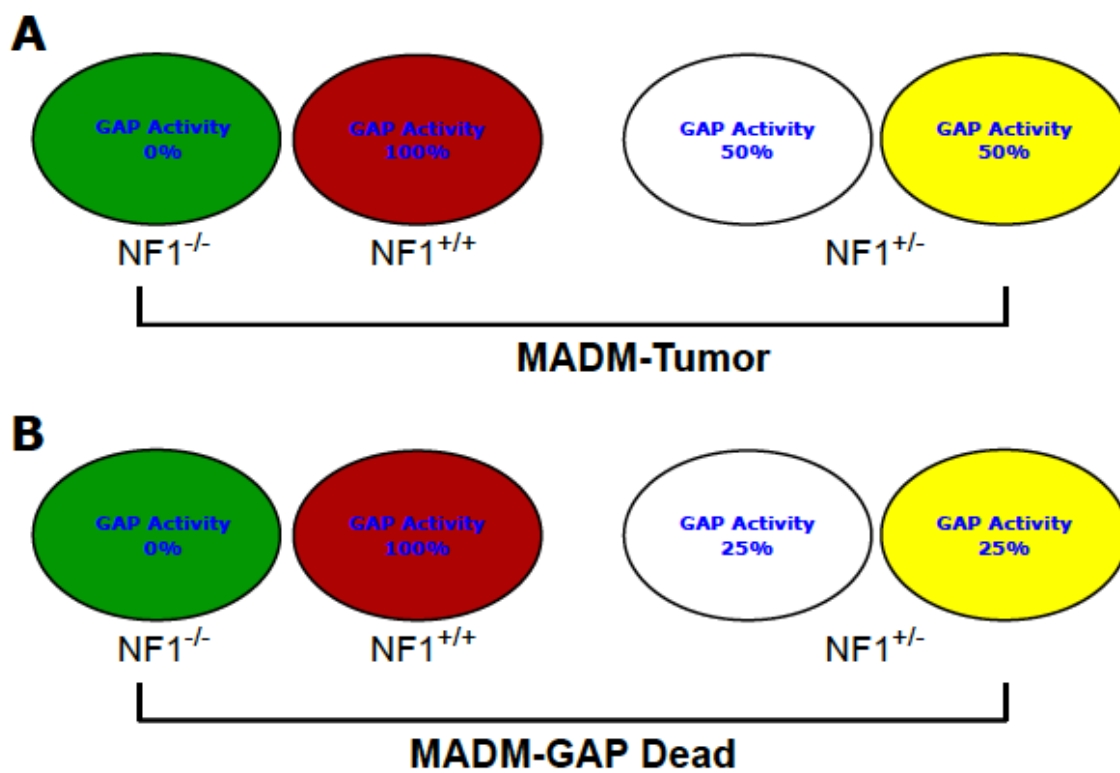 A
GAP Activity
0%
GAP Activity
100%
GAP Activity
50%
GAP Activity
50%
NF1-/-
NF1+/+
NF1+/-
MADM-Tumor
B
GAP Activity
0%
GAP Activity
100%
GAP Activity
25%
GAP Activity
25%
NF1-/-
NF1+/+
NF1+/-
MADM-GAP Dead